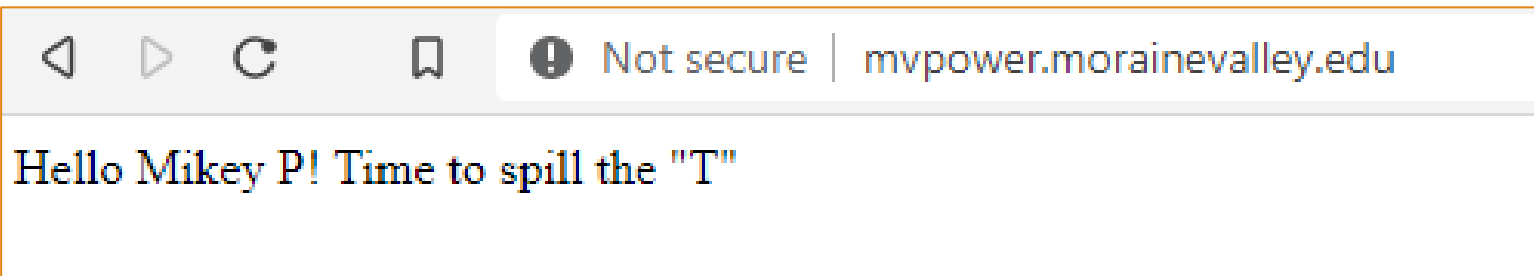 Not secure | mvpower.morainevalley.edu
Hello Mikey P! Time to spill the "T"